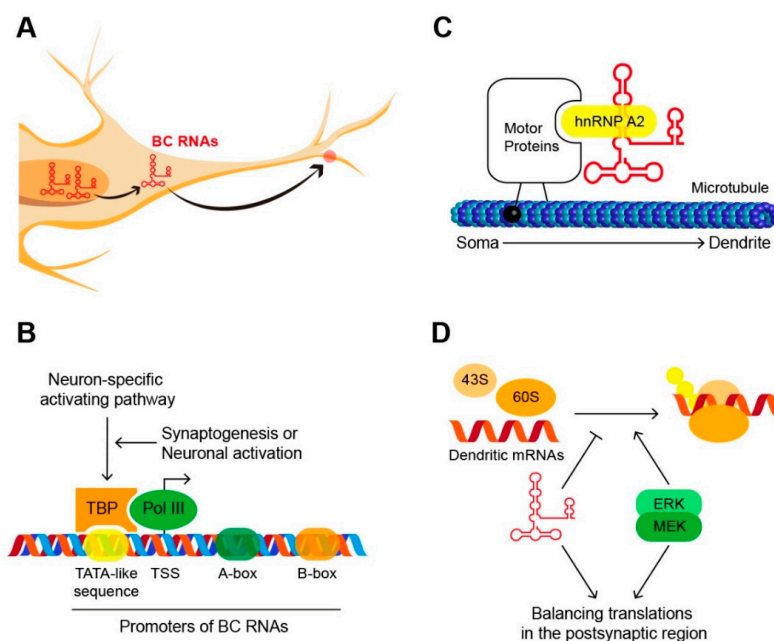 A
BC RNAs
B
Neuron-specific
activating pathway
Synaptogenesis or
Neuronal activation
TBP
Pol III
TATA-like
sequence
TSS
A-box
B-box
Promoters of BC RNAs
C
Motor
Proteins
hnRNP A2
Microtubule
Soma
Dendrite
D
43S
60S
Dendritic mRNAs
ERK
MEK
Balancing translations
in the postsynaptic region